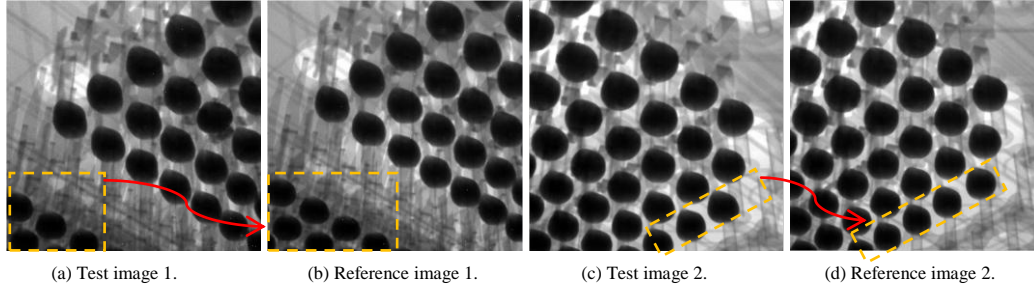 (a) Test image 1.
(b) Reference image 1.
(c) Test image 2.
(d) Reference image 2.